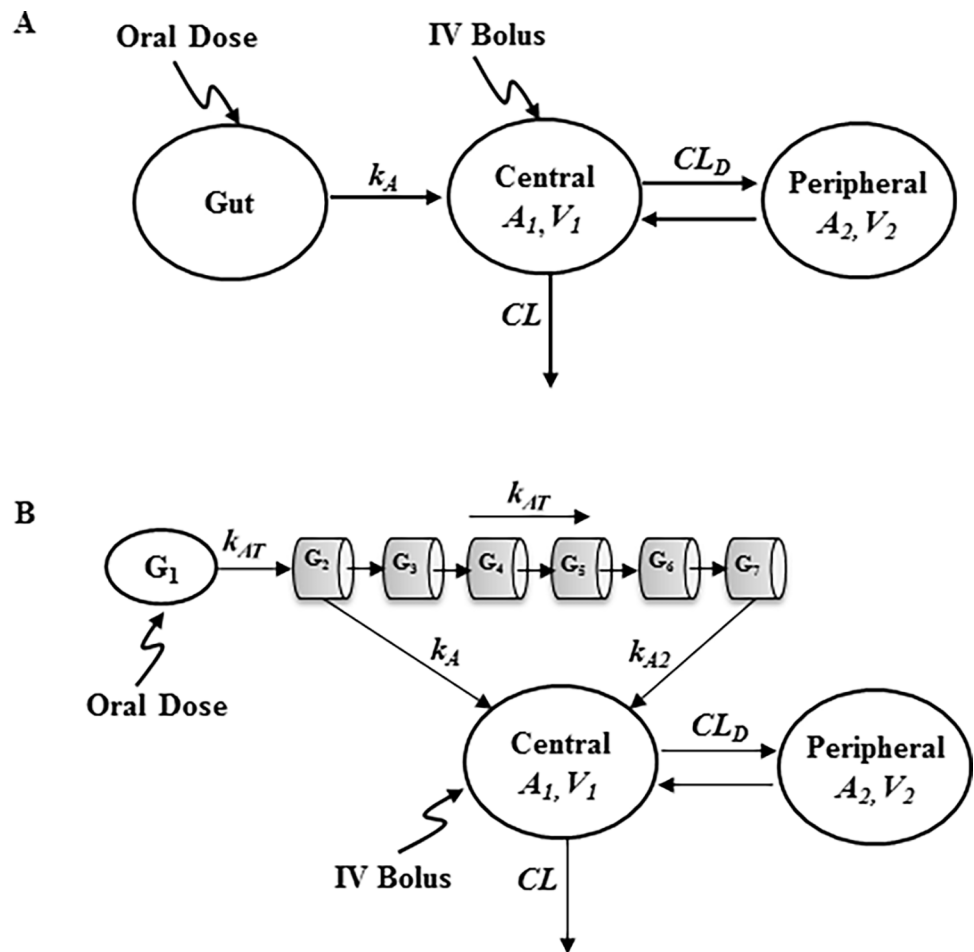 A
Oral Dose
IV Bolus
Gut
k_A
Central
A_1, V_1
CL_D
Peripheral
A_2, V_2
CL
B
k_AT
G_1
k_AT
G_2
G_3
G_4
G_5
G_6
G_7
Oral Dose
k_A
k_A2
Central
A_1, V_1
CL_D
Peripheral
A_2, V_2
IV Bolus
CL